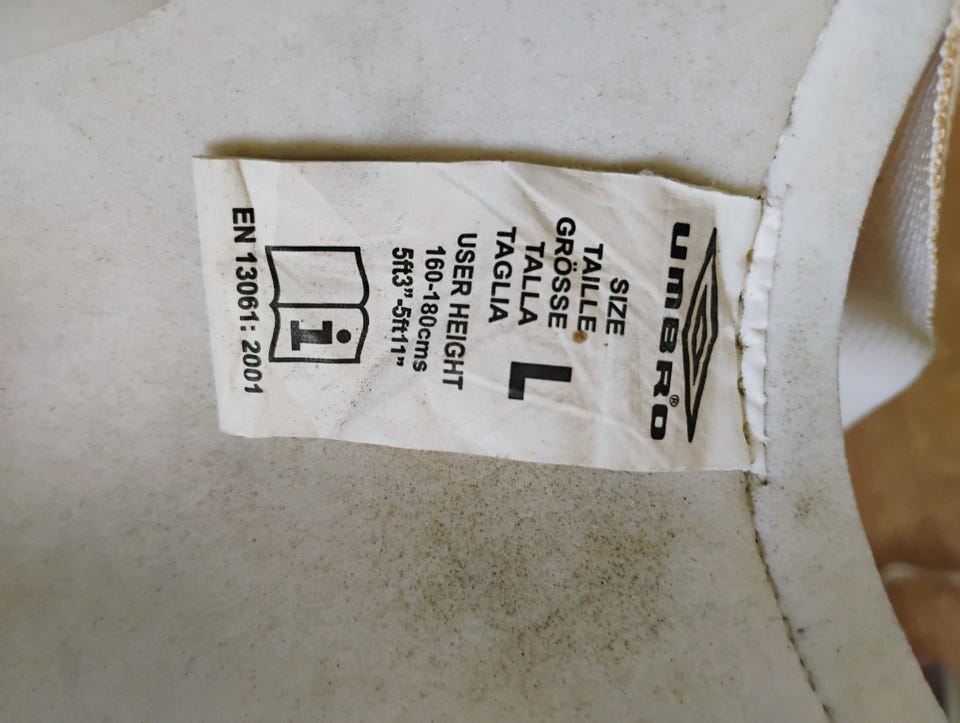 UMBRO®
SIZE
TAILLE
GRÖSSE
TALLA
TAGLIA
L
USER HEIGHT
160-180cms
5ft3”-5ft11”
i
EN 13061: 2001